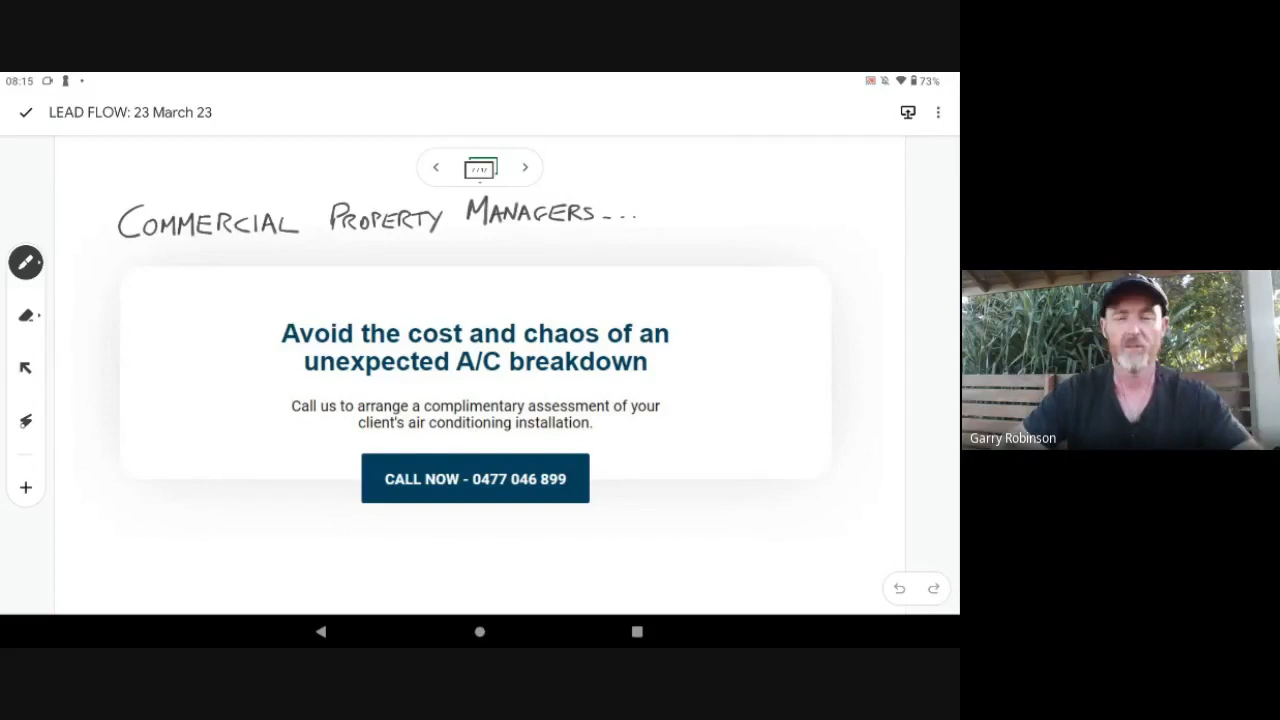 08:15
73%
LEAD FLOW: 23 March 23
COMMERCIAL PROPERTY MANAGERS...
Avoid the cost and chaos of an
unexpected A/C breakdown
Call us to arrange a complimentary assessment of your
client's air conditioning installation.
CALL NOW - 0477 046 899
Garry Robinson